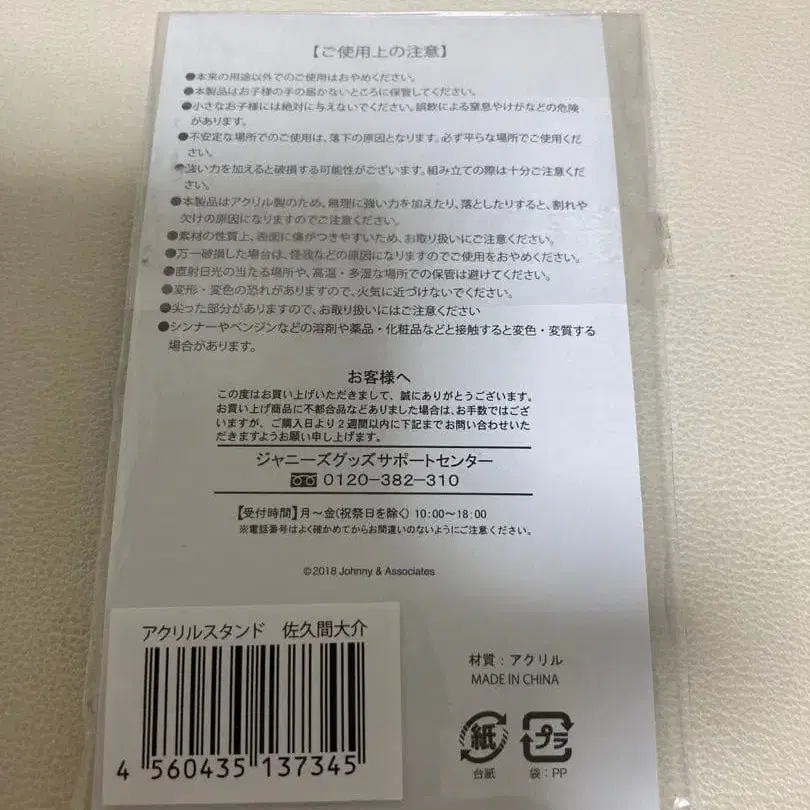 【ご使用上の注意】
●本来の用途以外でのご使用はおやめください。
●本製品はお子様の手の届かないところに保管してください。
●小さなお子様には絶対に与えないでください。誤飲による窒息やけがなどの危険
があります。
●不安定な場所でのご使用は、落下の原因となります。必ず平らな場所でご使用くだ
さい。
●強い力を加えると破損する可能性がございます。組み立ての際は十分ご注意くだ
さい。
●本製品はアクリル製のため、無理に強い力を加えたり、落としたりすると、割れや
欠けの原因になりますのでご注意ください。
●素材の性質上、表面に傷がつきやすいため、お取り扱いにご注意ください。
●万一破損した場合は、怪我などの原因になりますのでご使用をおやめください。
●直射日光の当たる場所や、高温・多湿な場所での保管は避けてください。
●変形・変色の恐れがありますので、火気に近づけないでください。
●尖った部分がありますので、お取り扱いにはご注意ください
●シンナーやベンジンなどの溶剤や薬品・化粧品などと接触すると変色・変質する
場合があります。
お客様へ
この度はお買い上げいただきまして、誠にありがとうございます。
お買い上げ商品に不都合品などありました場合は、お手数ではござ
いますが、ご購入日より2週間以内に下記までお問い合わせいた
だきますようお願い申し上げます。
ジャニーズグッズサポートセンター
0120-382-310
【受付時間】月～金(祝祭日を除く) 10:00～18:00
※電話番号はよく確かめてからお間違いのないようにご注意ください。
©2018 Johnny & Associates
アクリルスタンド 佐久間大介
4 560435 137345
材質：アクリル
MADE IN CHINA
紙
プラ
台紙
袋：PP